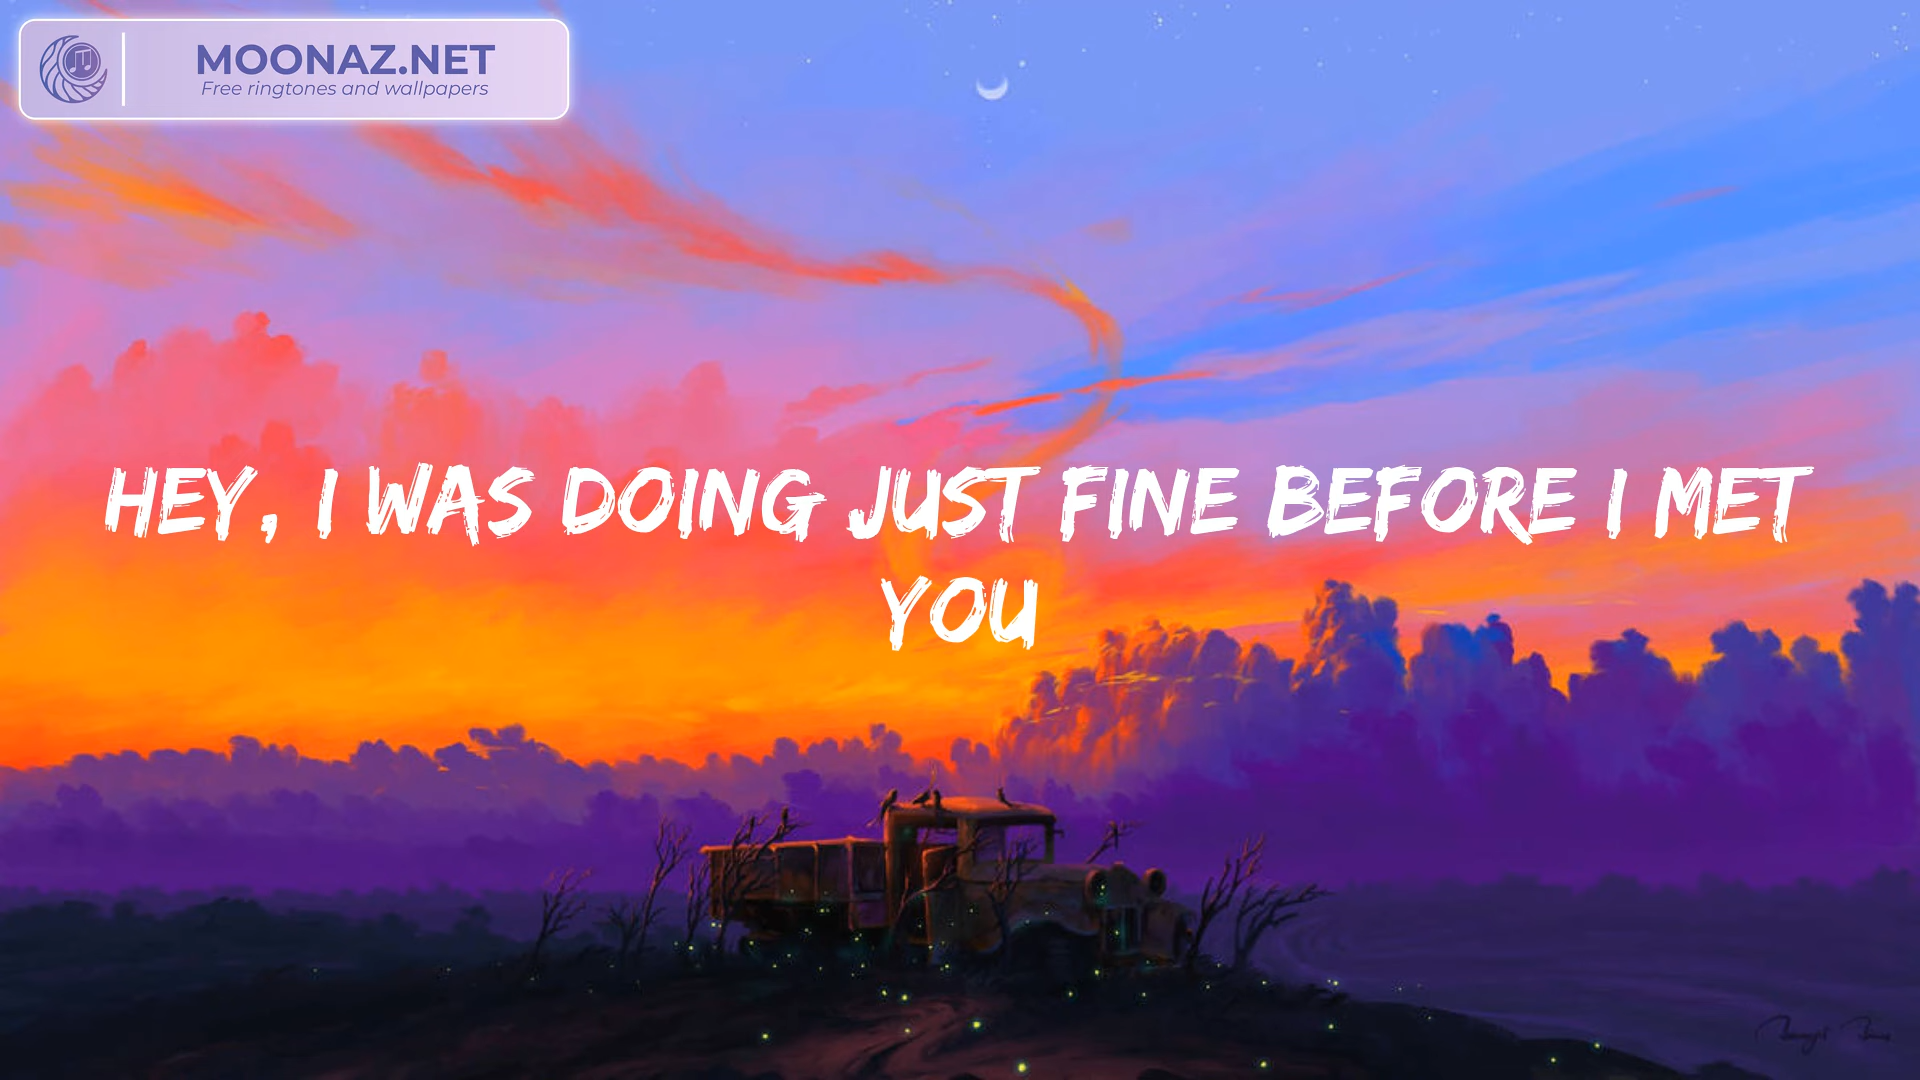 MOONAZ.NET
Free ringtones and wallpapers
HEY, I WAS DOING JUST FINE BEFORE I MET
YOU